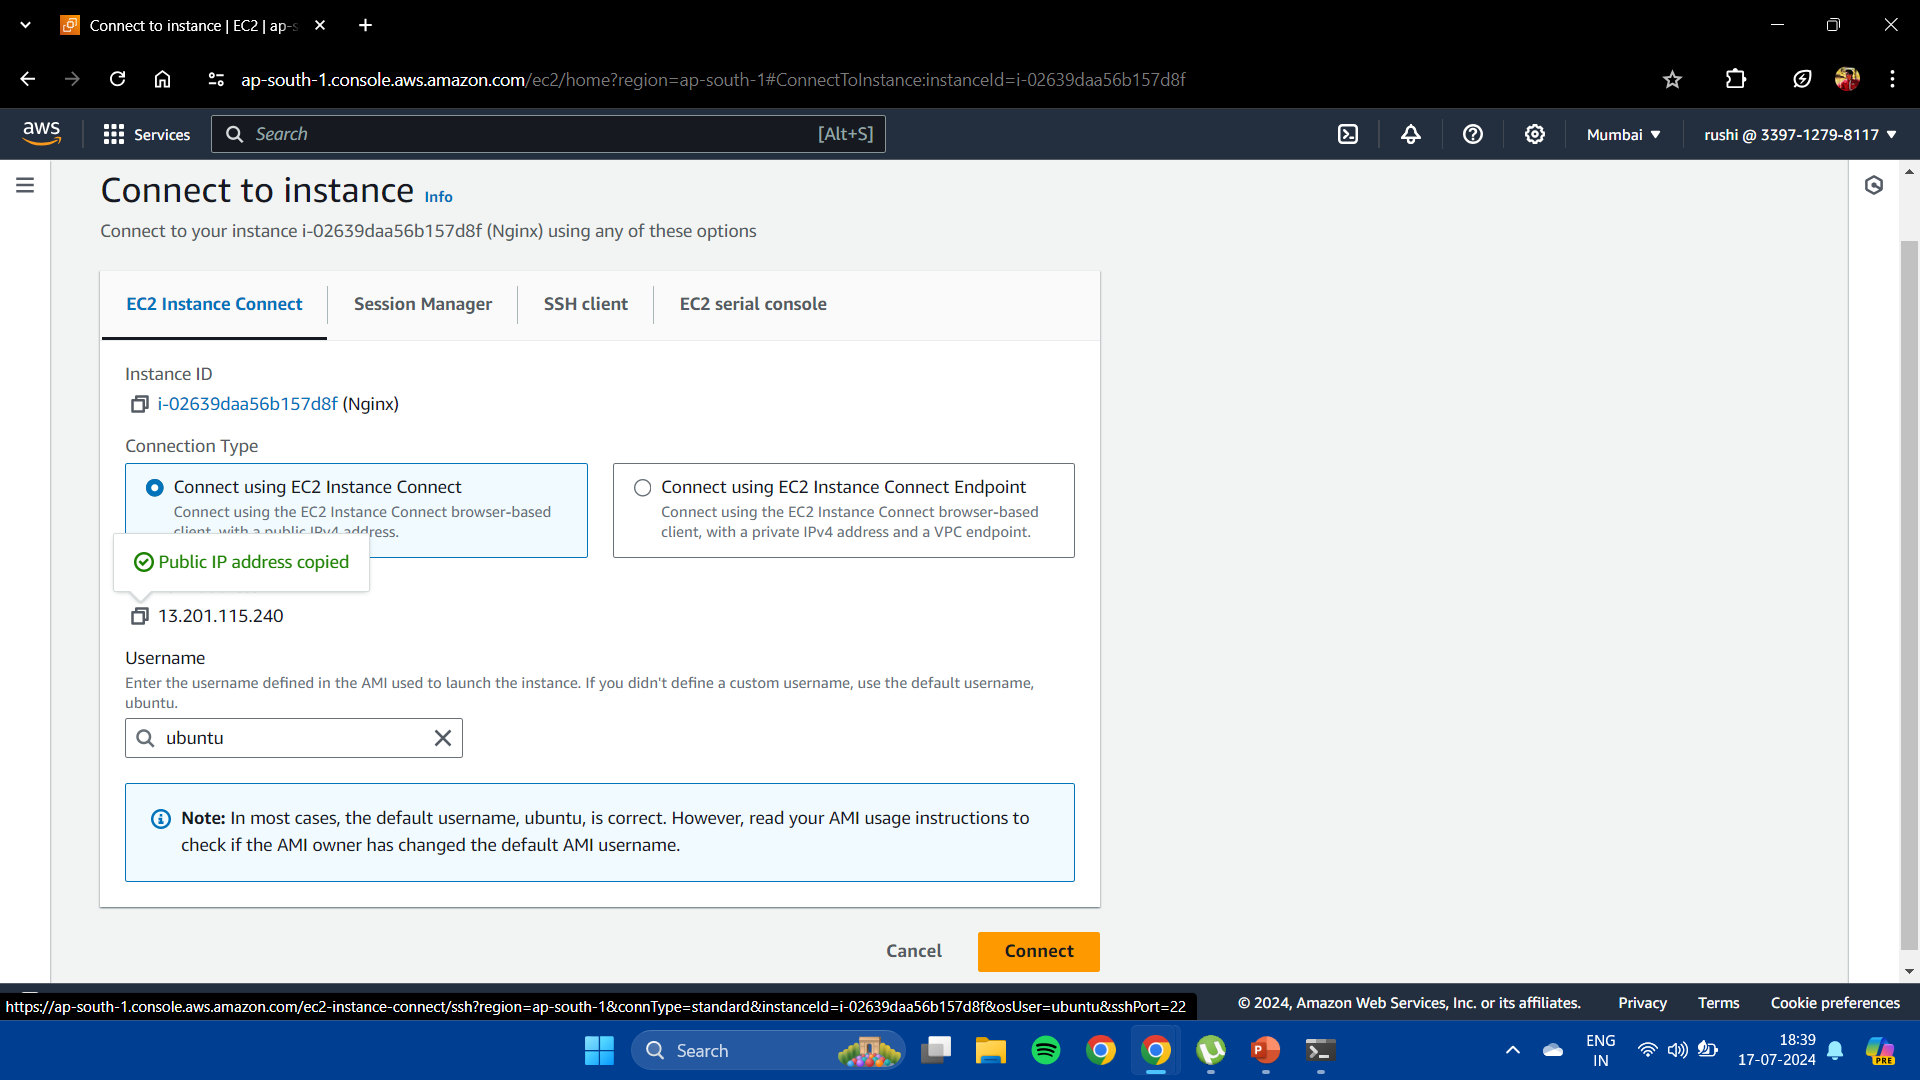 Connect to instance | EC2 | ap-s
ap-south-1.console.aws.amazon.com/ec2/home?region=ap-south-1#ConnectToInstance:instanceId=i-02639daa56b157d8f
aws
Services
Search
[Alt+S]
Mumbai
rushi @ 3397-1279-8117
Connect to instance Info
Connect to your instance i-02639daa56b157d8f (Nginx) using any of these options
EC2 Instance Connect
Session Manager
SSH client
EC2 serial console
Instance ID
i-02639daa56b157d8f (Nginx)
Connection Type
Connect using EC2 Instance Connect
Connect using the EC2 Instance Connect browser-based
client, with a public IPv4 address.
Connect using EC2 Instance Connect Endpoint
Connect using the EC2 Instance Connect browser-based
client, with a private IPv4 address and a VPC endpoint.
Public IP address copied
13.201.115.240
Username
Enter the username defined in the AMI used to launch the instance. If you didn't define a custom username, use the default username,
ubuntu.
ubuntu
Note: In most cases, the default username, ubuntu, is correct. However, read your AMI usage instructions to
check if the AMI owner has changed the default AMI username.
Cancel
Connect
https://ap-south-1.console.aws.amazon.com/ec2-instance-connect/ssh?region=ap-south-1&connType=standard&instanceId=i-02639daa56b157d8f&osUser=ubuntu&sshPort=22
© 2024, Amazon Web Services, Inc. or its affiliates.
Privacy
Terms
Cookie preferences
Search
P
ENG
IN
18:39
17-07-2024
PRE